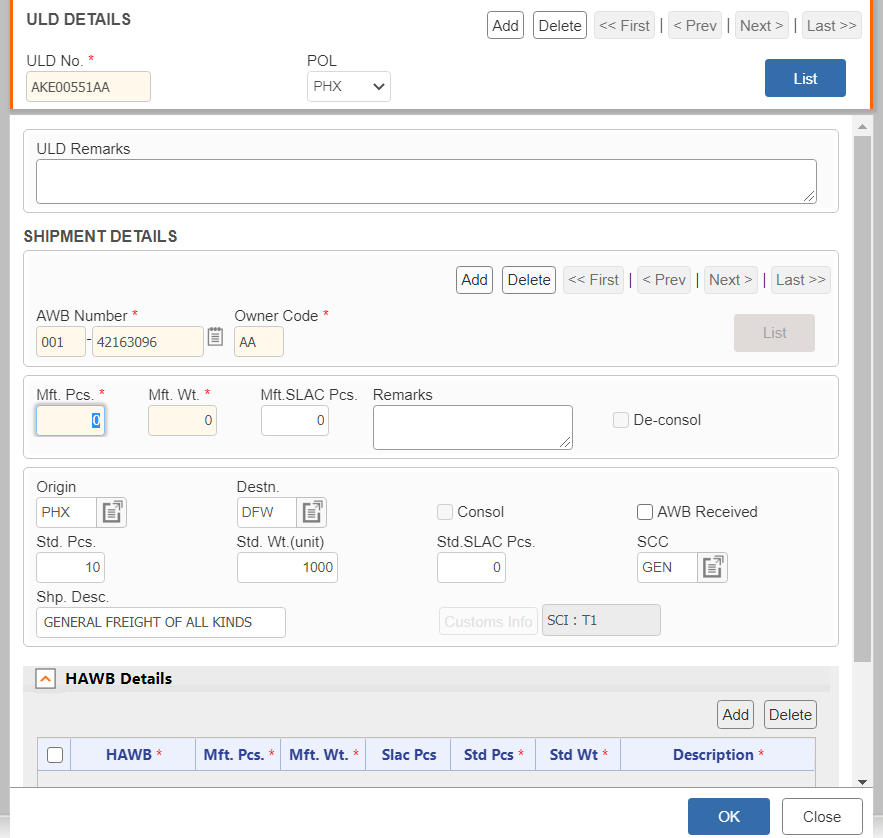 ULD DETAILS
Add Delete << First | < Prev | Next > | Last >>
ULD No. * POL
AKE00551AA PHX List
ULD Remarks
SHIPMENT DETAILS
Add Delete << First | < Prev | Next > | Last >>
AWB Number * Owner Code *
001 - 42163096 AA List
Mft. Pcs. * Mft. Wt. * Mft.SLAC Pcs. Remarks
0 0 0 De-consol
Origin Destn.
PHX DFW Consol AWB Received
Std. Pcs. Std. Wt.(unit) Std.SLAC Pcs. SCC
10 1000 0 GEN
Shp. Desc.
GENERAL FREIGHT OF ALL KINDS Customs Info SCI : T1
HAWB Details
Add Delete
HAWB * Mft. Pcs. * Mft. Wt. * Slac Pcs Std Pcs * Std Wt * Description *
OK Close